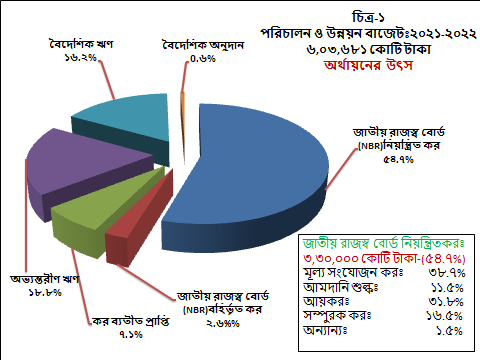 চিত্র-১
পরিচালন ও উন্নয়ন বাজেটঃ২০২১-২০২২
৬,০৩,৬৮১ কোটি টাকা
অর্থায়নের উৎস
বৈদেশিক ঋণ
১৬.২%
বৈদেশিক অনুদান
০.৬%
জাতীয় রাজস্ব বোর্ড
(NBR)নিয়ন্ত্রিত কর
৫৪.৭%
অভ্যন্তরীণ ঋণ
১৮.৮%
কর ব্যতীত প্রাপ্তি
৭.১%
জাতীয় রাজস্ব বোর্ড
(NBR)বহির্ভূত কর
২.৬%%
জাতীয় রাজস্ব বোর্ড নিয়ন্ত্রিতকরঃ
৩,৩০,০০০ কোটি টাকা-(৫৪.৭%)
মূল্য সংযোজন করঃ ৩৮.৭%
আমদানি শুল্কঃ ১১.৫%
আয়করঃ ৩১.৮%
সম্পুরক করঃ ১৬.৫%
অন্যান্যঃ ১.৫%